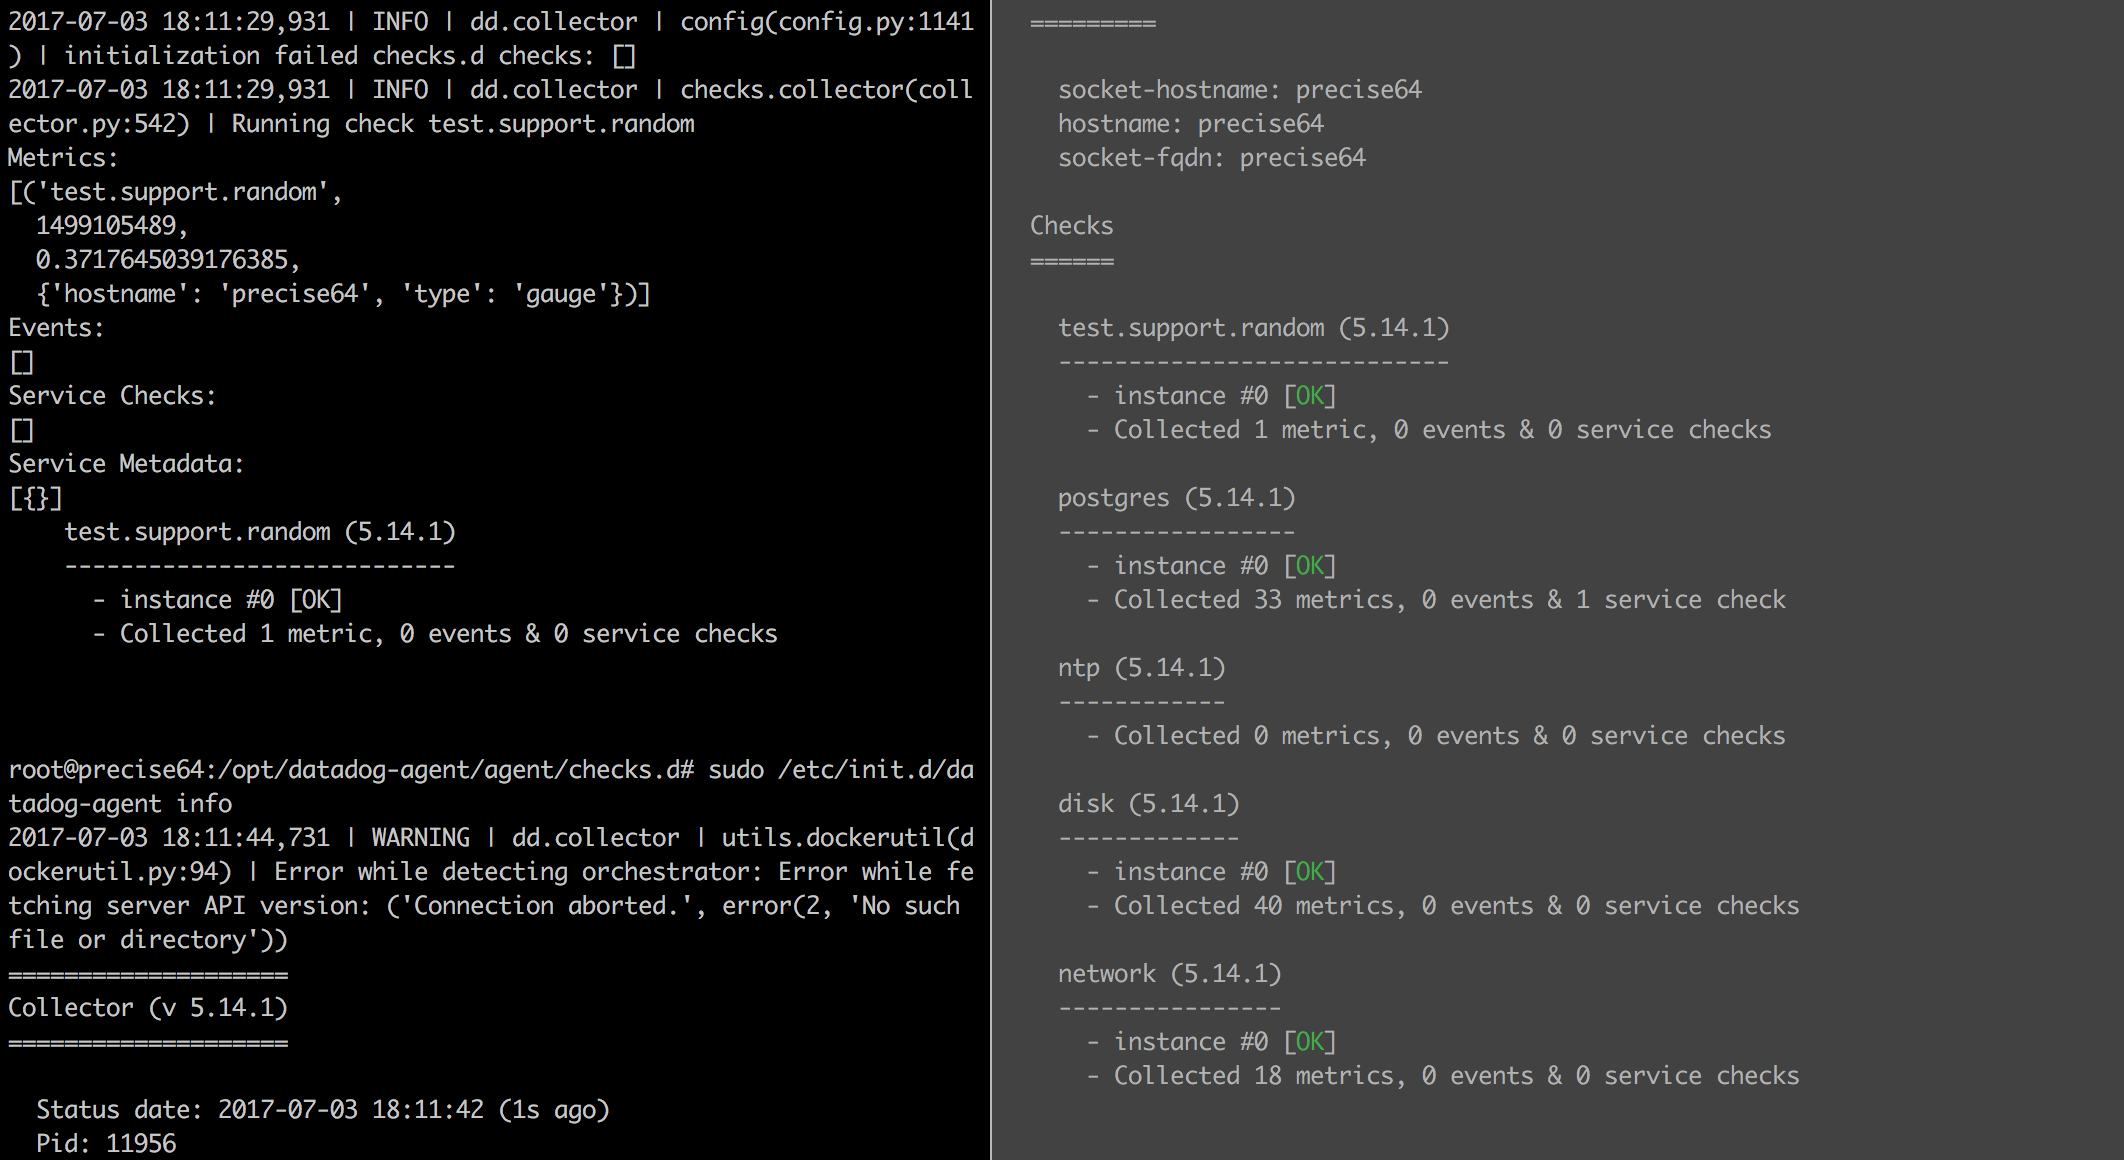 2017-07-03 18:11:29,931 | INFO | dd.collector | config(config.py:1141
) | initialization failed checks.d checks: []
2017-07-03 18:11:29,931 | INFO | dd.collector | checks.collector(coll
ector.py:542) | Running check test.support.random
Metrics:
[('test.support.random',
  1499105489,
  0.3717645039176385,
  {'hostname': 'precise64', 'type': 'gauge'})]
Events:
[]
Service Checks:
[]
Service Metadata:
[{}]
    test.support.random (5.14.1)
    ----------------------------
      - instance #0 [OK]
      - Collected 1 metric, 0 events & 0 service checks
root@precise64:/opt/datadog-agent/agent/checks.d# sudo /etc/init.d/da
tadog-agent info
2017-07-03 18:11:44,731 | WARNING | dd.collector | utils.dockerutil(d
ockerutil.py:94) | Error while detecting orchestrator: Error while fe
tching server API version: ('Connection aborted.', error(2, 'No such 
file or directory'))
====================
Collector (v 5.14.1)
====================
  Status date: 2017-07-03 18:11:42 (1s ago)
  Pid: 11956
=========
  socket-hostname: precise64
  hostname: precise64
  socket-fqdn: precise64
Checks
======
  test.support.random (5.14.1)
  ----------------------------
    - instance #0 [OK]
    - Collected 1 metric, 0 events & 0 service checks
  postgres (5.14.1)
  -----------------
    - instance #0 [OK]
    - Collected 33 metrics, 0 events & 1 service check
  ntp (5.14.1)
  ------------
    - Collected 0 metrics, 0 events & 0 service checks
  disk (5.14.1)
  -------------
    - instance #0 [OK]
    - Collected 40 metrics, 0 events & 0 service checks
  network (5.14.1)
  ----------------
    - instance #0 [OK]
    - Collected 18 metrics, 0 events & 0 service checks